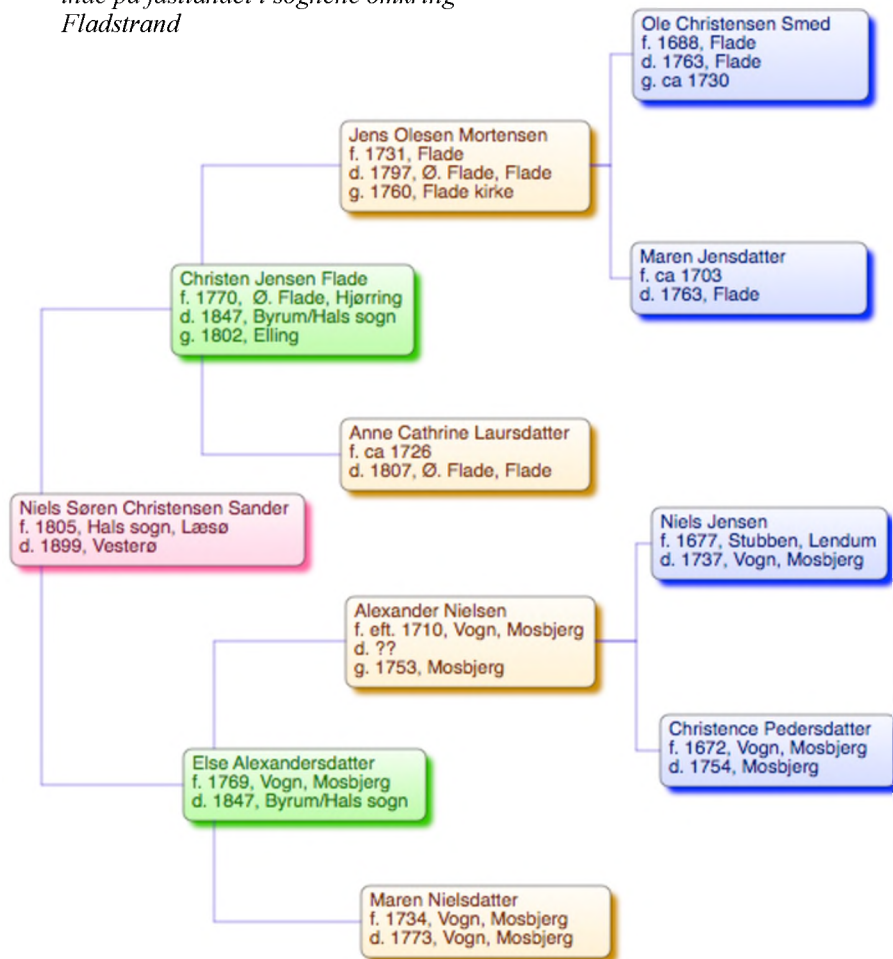 inde på fastlandet i sognene omkring
Fladstrand
Ole Christensen Smed
f. 1688, Flade
d. 1763, Flade
g. ca 1730
Jens Olesen Mortensen
f. 1731, Flade
d. 1797, Ø. Flade, Flade
g. 1760, Flade kirke
Maren Jensdatter
f. ca 1703
d. 1763, Flade
Christen Jensen Flade
f. 1770,  Ø. Flade, Hjørring
d. 1847, Byrum/Hals sogn
g. 1802, Elling
Anne Cathrine Laursdatter
f. ca 1726
d. 1807, Ø. Flade, Flade
Niels Søren Christensen Sander
f. 1805, Hals sogn, Læsø
d. 1899, Vesterø
Niels Jensen
f. 1677, Stubben, Lendum
d. 1737, Vogn, Mosbjerg
Alexander Nielsen
f. eft. 1710, Vogn, Mosbjerg
d. ??
g. 1753, Mosbjerg
Christence Pedersdatter
f. 1672, Vogn, Mosbjerg
d. 1754, Mosbjerg
Else Alexandersdatter
f. 1769, Vogn, Mosbjerg
d. 1847, Byrum/Hals sogn
Maren Nielsdatter
f. 1734, Vogn, Mosbjerg
d. 1773, Vogn, Mosbjerg